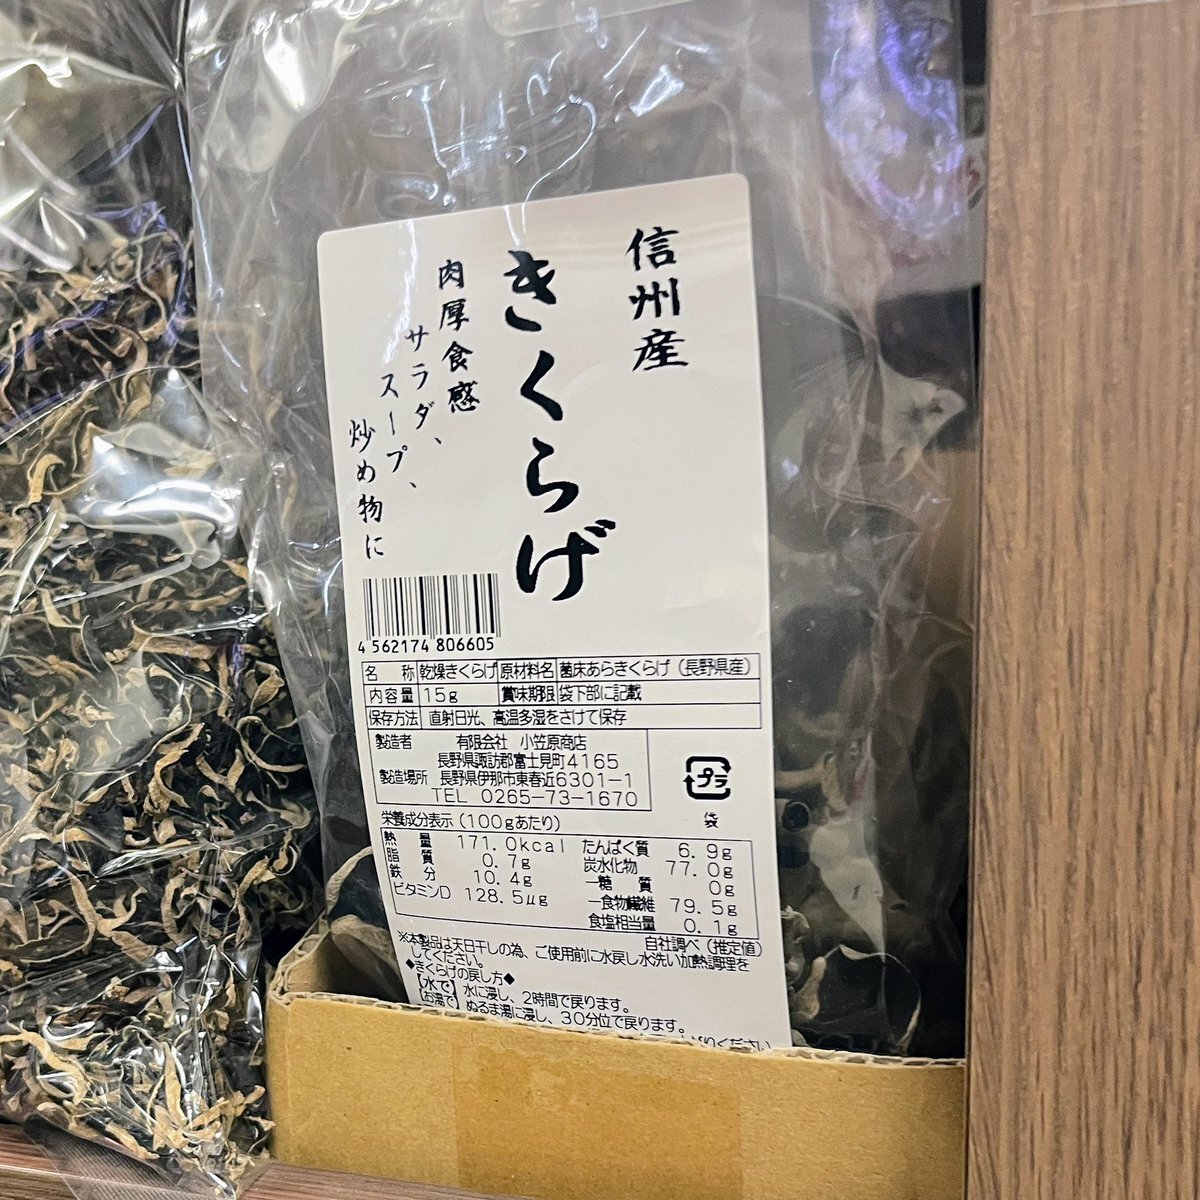 信州産
きくらげ
肉厚食感
サラダ、
スープ、
炒め物に
4 562174 806605
名 称 乾燥きくらげ 原材料名 菌床あらきくらげ (長野県産)
内容量 15g 賞味期限 袋下部に記載
保存方法 直射日光、高温多湿をさけて保存
製造者 有限会社 小笠原商店
長野県諏訪郡富士見町4165
製造場所 長野県伊那市東春近6301-1
TEL 0265-73-1670
プラ
袋
栄養成分表示(100gあたり)
熱 量 171.0kcal たんぱく質 6.9g
脂 質 0.7g 炭水化物 77.0g
鉄 分 10.4g ー糖 質 0g
ビタミンD 128.5μg ー食物繊維 79.5g
食塩相当量 0.1g
自社調べ(推定値)
※本製品は天日干しの為、ご使用前に水戻し水洗い加熱調理を
してください。
◆きくらげの戻し方◆
【水で】水に浸し、2時間で戻ります。
【お湯で】ぬるま湯に浸し、30分位で戻ります。
ください